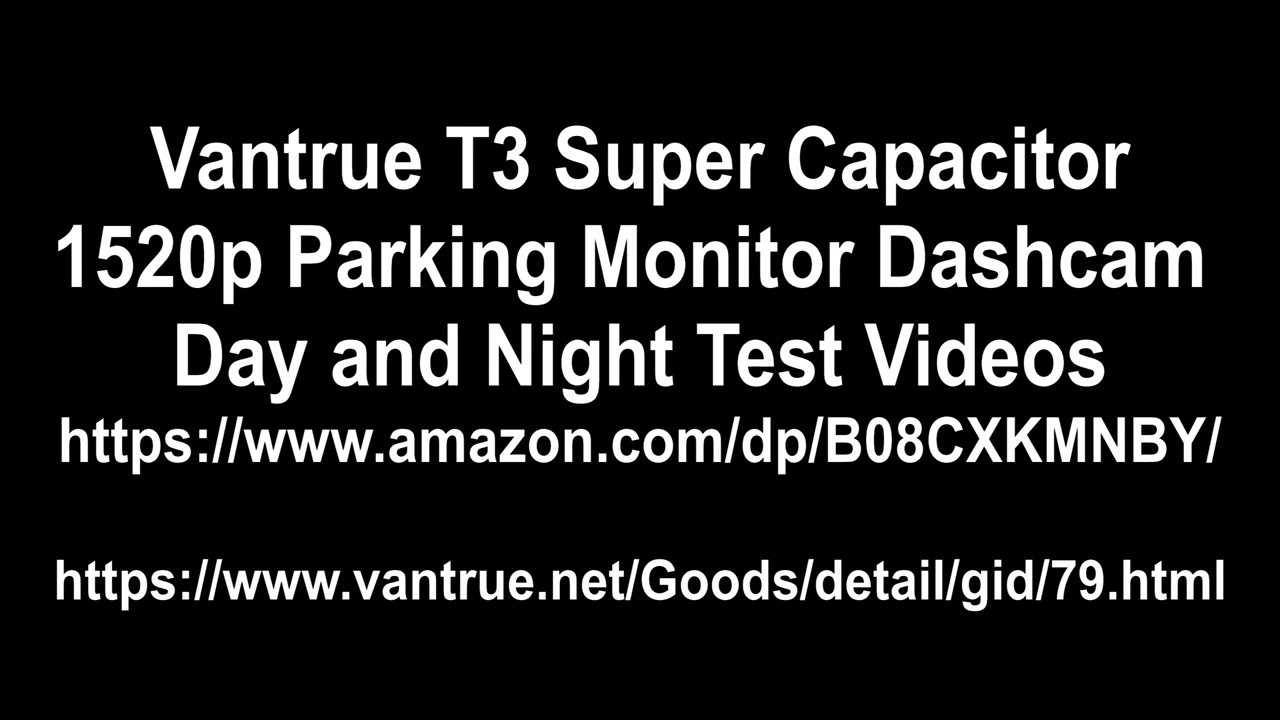 Vantrue T3 Super Capacitor
1520p Parking Monitor Dashcam
Day and Night Test Videos
https://www.amazon.com/dp/B08CXKMNBY/
https://www.vantrue.net/Goods/detail/gid/79.html